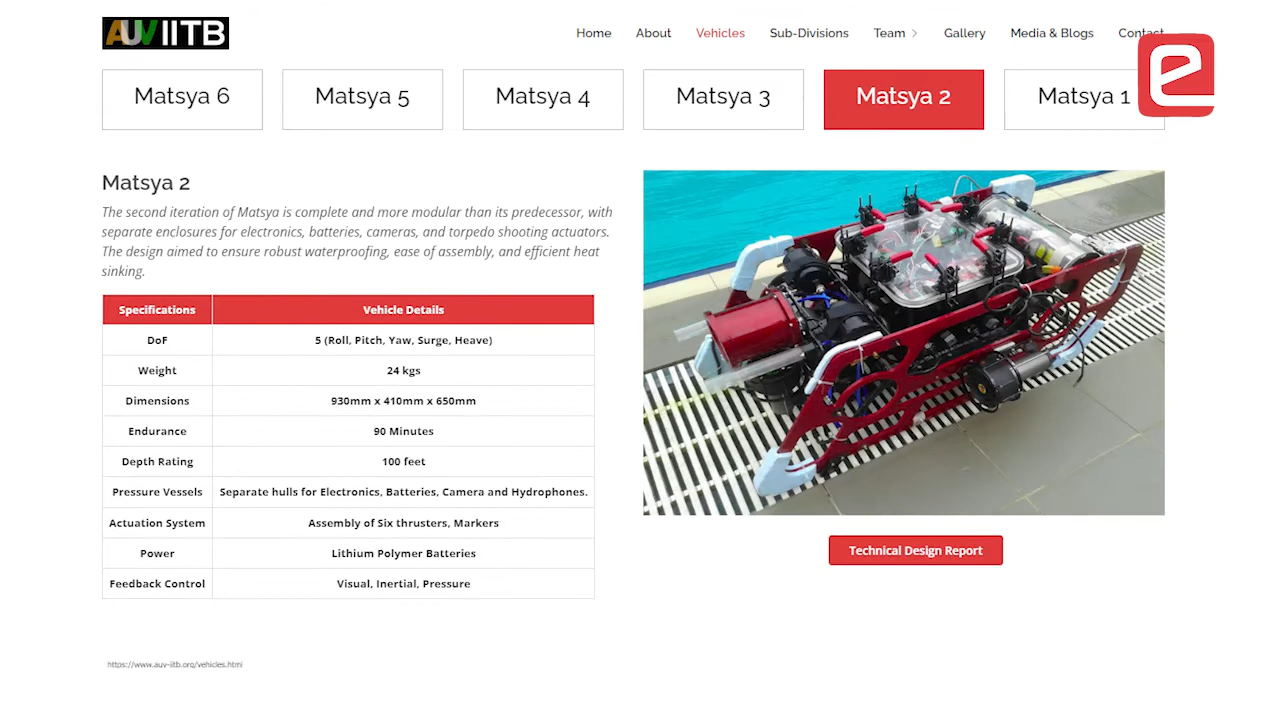 AUV IITB
Home About Vehicles Sub-Divisions Team Gallery Media & Blogs Contact
Matsya 6 Matsya 5 Matsya 4 Matsya 3 Matsya 2 Matsya 1
Matsya 2
The second iteration of Matsya is complete and more modular than its predecessor, with
separate enclosures for electronics, batteries, cameras, and torpedo shooting actuators.
The design aimed to ensure robust waterproofing, ease of assembly, and efficient heat
sinking.
Specifications Vehicle Details
DoF 5 (Roll, Pitch, Yaw, Surge, Heave)
Weight 24 kgs
Dimensions 930mm x 410mm x 650mm
Endurance 90 Minutes
Depth Rating 100 feet
Pressure Vessels Separate hulls for Electronics, Batteries, Camera and Hydrophones.
Actuation System Assembly of Six thrusters, Markers
Power Lithium Polymer Batteries
Feedback Control Visual, Inertial, Pressure
Technical Design Report
https://www.auv-iitb.org/vehicles.html